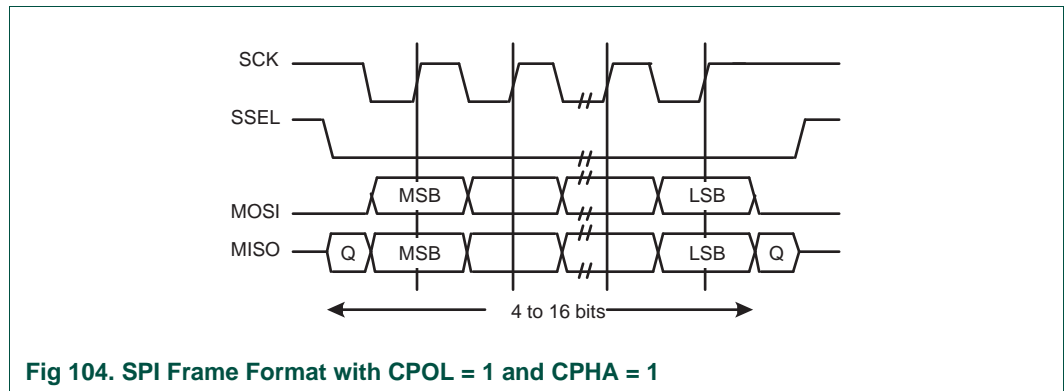 SCK
SSEL
MOSI
MSB
LSB
MISO
Q
MSB
LSB
Q
4 to 16 bits
Fig 104. SPI Frame Format with CPOL = 1 and CPHA = 1